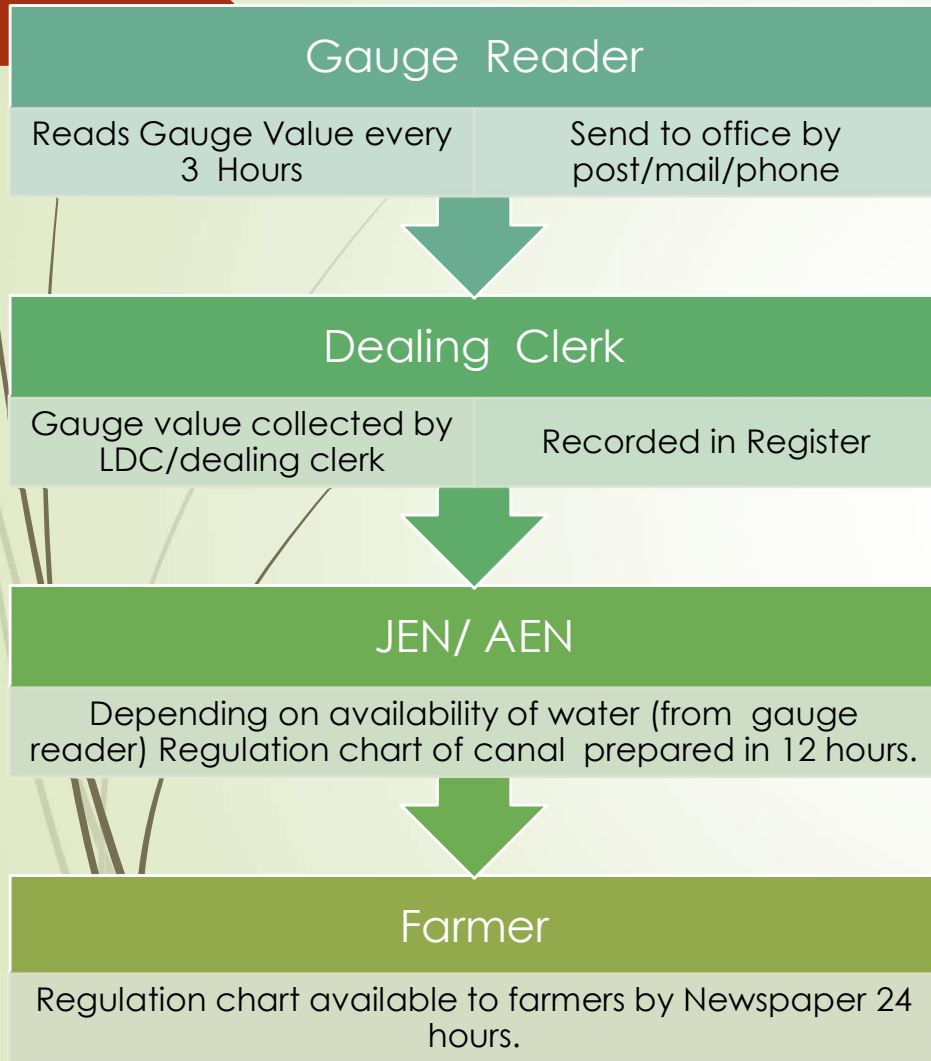 Gauge Reader
Reads Gauge Value every
3 Hours
Send to office by
post/mail/phone
Dealing Clerk
Gauge value collected by
LDC/dealing clerk
Recorded in Register
JEN/ AEN
Depending on availability of water (from gauge
reader) Regulation chart of canal prepared in 12 hours.
Farmer
Regulation chart available to farmers by Newspaper 24
hours.